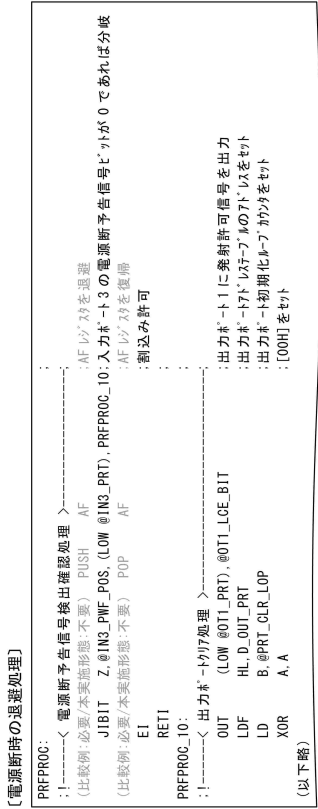 [電源断時の退避処理]
PRFPROC: ;
;!-----< 電源断予告信号検出確認処理 >-----------------------------;
(比較例:必要/本実施形態:不要) PUSH AF ;AFレジスタを退避
JIBIT Z,@IN3_PWF_POS,(LOW @IN3_PRT),PRFPROC_10;入力ポート3の電源断予告信号ビットが0であれば分岐
(比較例:必要/本実施形態:不要) POP AF ;AFレジスタを復帰
EI ;割込み許可
RETI ;
PRFPROC_10: ;
;!-----< 出力ポートクリア処理 >-----------------------------;
OUT (LOW @OT1_PRT),@OT1_LCE_BIT ;出力ポート1に発射許可信号を出力
LDF HL,D_OUT_PRT ;出力ポートアドレステーブルのアドレスをセット
LD B,@PRT_CLR_LOP ;出力ポート初期化ループカウンタをセット
XOR A,A ;[00H]をセット
(以下略)